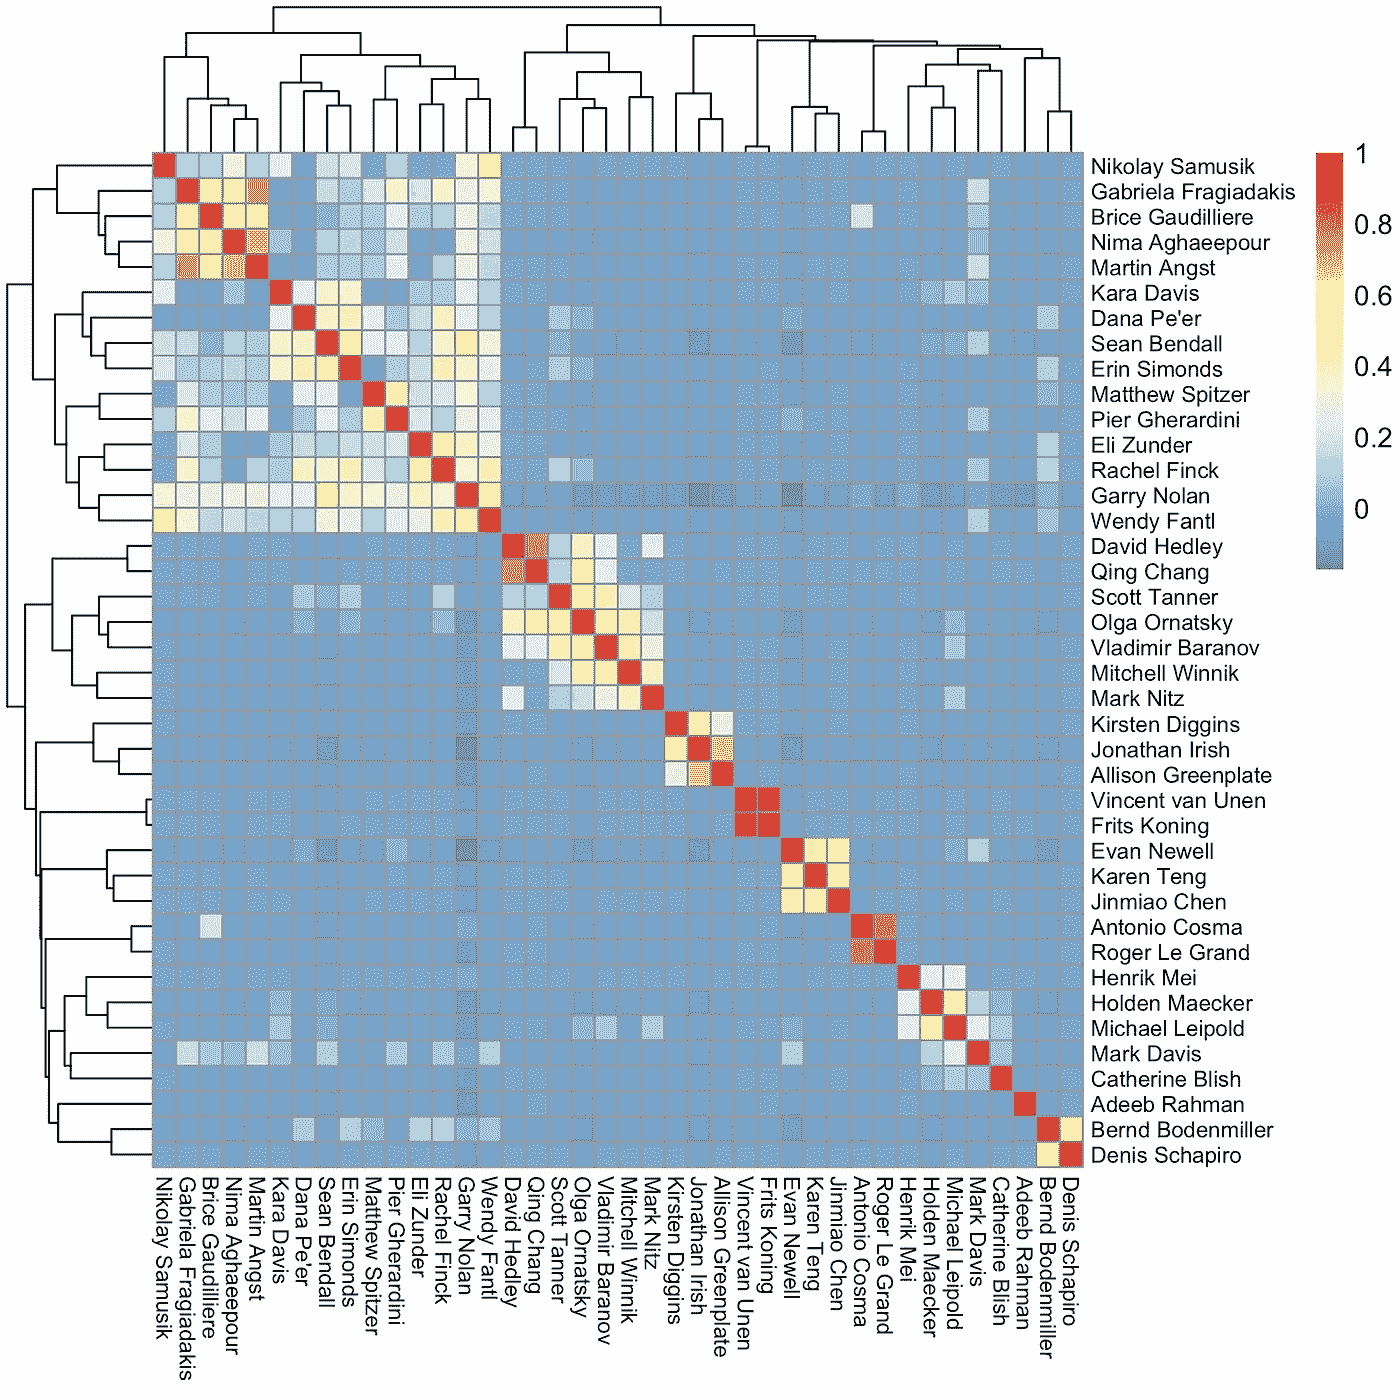 Nikolay Samusik
Gabriela Fragiadakis
Brice Gaudilliere
Nima Aghaeepour
Martin Angst
Kara Davis
Dana Pe'er
Sean Bendall
Erin Simonds
Matthew Spitzer
Pier Gherardini
Eli Zunder
Rachel Finck
Garry Nolan
Wendy Fantl
David Hedley
Qing Chang
Scott Tanner
Olga Ornatsky
Vladimir Baranov
Mitchell Winnik
Mark Nitz
Kirsten Diggins
Jonathan Irish
Allison Greenplate
Vincent van Unen
Frits Koning
Evan Newell
Karen Teng
Jinmiao Chen
Antonio Cosma
Roger Le Grand
Henrik Mei
Holden Maecker
Michael Leipold
Mark Davis
Catherine Blish
Adeeb Rahman
Bernd Bodenmiller
Denis Schapiro
1
0.8
0.6
0.4
0.2
0
Nikolay Samusik
Gabriela Fragiadakis
Brice Gaudilliere
Nima Aghaeepour
Martin Angst
Kara Davis
Dana Pe'er
Sean Bendall
Erin Simonds
Matthew Spitzer
Pier Gherardini
Eli Zunder
Rachel Finck
Garry Nolan
Wendy Fantl
David Hedley
Qing Chang
Scott Tanner
Olga Ornatsky
Vladimir Baranov
Mitchell Winnik
Mark Nitz
Kirsten Diggins
Jonathan Irish
Allison Greenplate
Vincent van Unen
Frits Koning
Evan Newell
Karen Teng
Jinmiao Chen
Antonio Cosma
Roger Le Grand
Henrik Mei
Holden Maecker
Michael Leipold
Mark Davis
Catherine Blish
Adeeb Rahman
Bernd Bodenmiller
Denis Schapiro